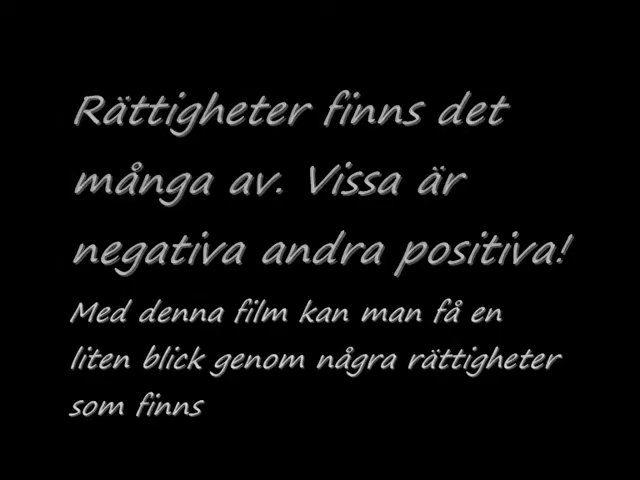 Rättigheter finns det
många av. Vissa är
negativa andra positiva!
Med denna film kan man få en
liten blick genom några rättigheter
som finns